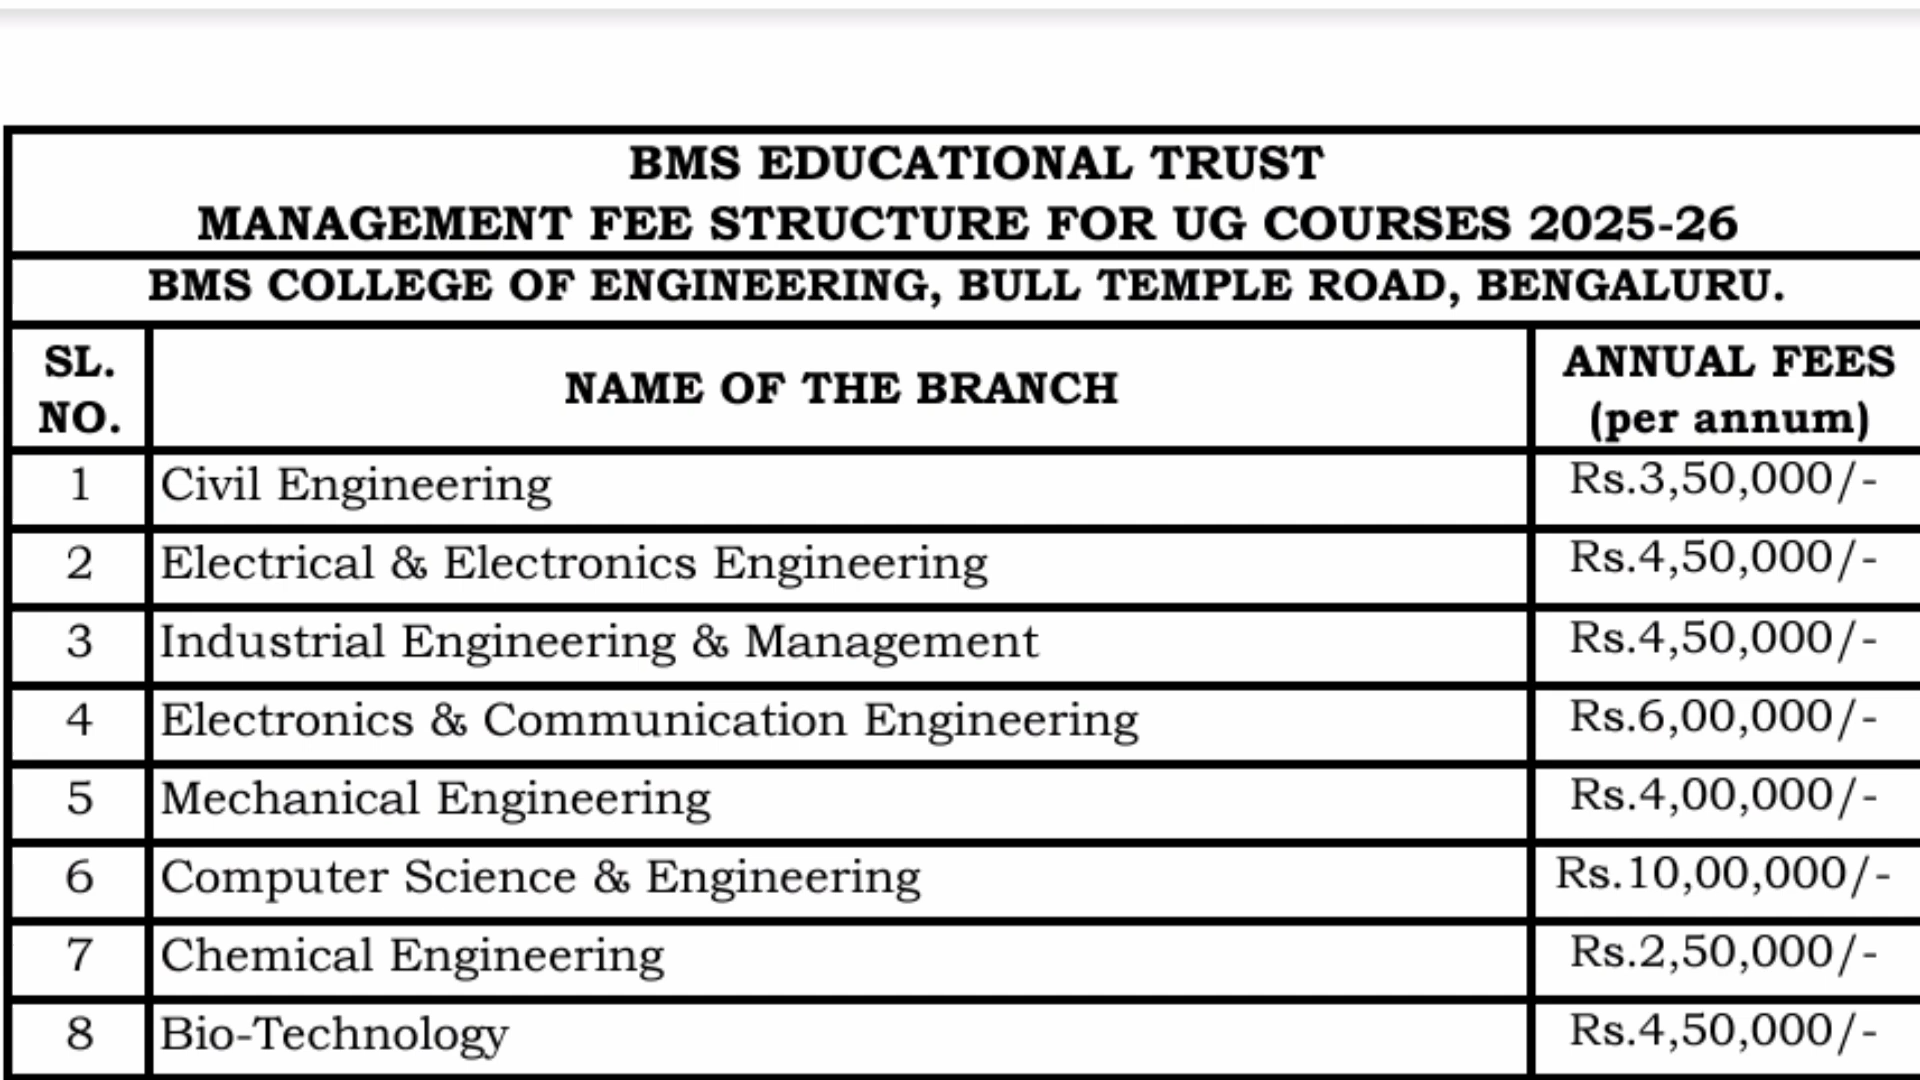 BMS EDUCATIONAL TRUST
MANAGEMENT FEE STRUCTURE FOR UG COURSES 2025-26
BMS COLLEGE OF ENGINEERING, BULL TEMPLE ROAD, BENGALURU.
SL. NO. NAME OF THE BRANCH ANNUAL FEES (per annum)
1 Civil Engineering Rs.3,50,000/-
2 Electrical & Electronics Engineering Rs.4,50,000/-
3 Industrial Engineering & Management Rs.4,50,000/-
4 Electronics & Communication Engineering Rs.6,00,000/-
5 Mechanical Engineering Rs.4,00,000/-
6 Computer Science & Engineering Rs.10,00,000/-
7 Chemical Engineering Rs.2,50,000/-
8 Bio-Technology Rs.4,50,000/-